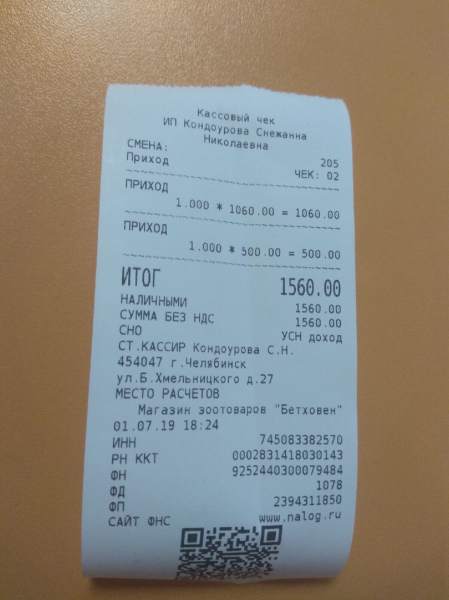 Кассовый чек
ИП Кондоурова Снежанна
Николаевна
СМЕНА: 205
Приход ЧЕК: 02
ПРИХОД
1.000 * 1060.00 = 1060.00
ПРИХОД
1.000 * 500.00 = 500.00
ИТОГ 1560.00
НАЛИЧНЫМИ 1560.00
СУММА БЕЗ НДС 1560.00
СНО УСН доход
СТ.КАССИР Кондоурова С.Н.
454047 г.Челябинск
ул.Б.Хмельницкого д.27
МЕСТО РАСЧЕТОВ
Магазин зоотоваров "Бетховен"
01.07.19 18:24
ИНН 745083382570
РН ККТ 0002831418030143
ФН 9252440300079484
ФД 1078
ФП 2394311850
САЙТ ФНС www.nalog.ru